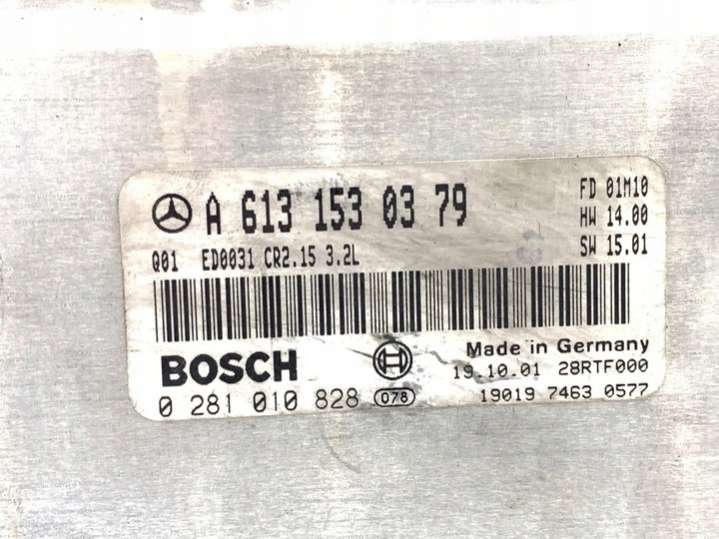 A 613 153 03 79
FD 01M10
HW 14.00
SW 15.01
Q01 ED0031 CR2.15 3.2L
BOSCH
Made in Germany
19.10.01 28RTF000
0 281 010 828 078
19019 7463 0577